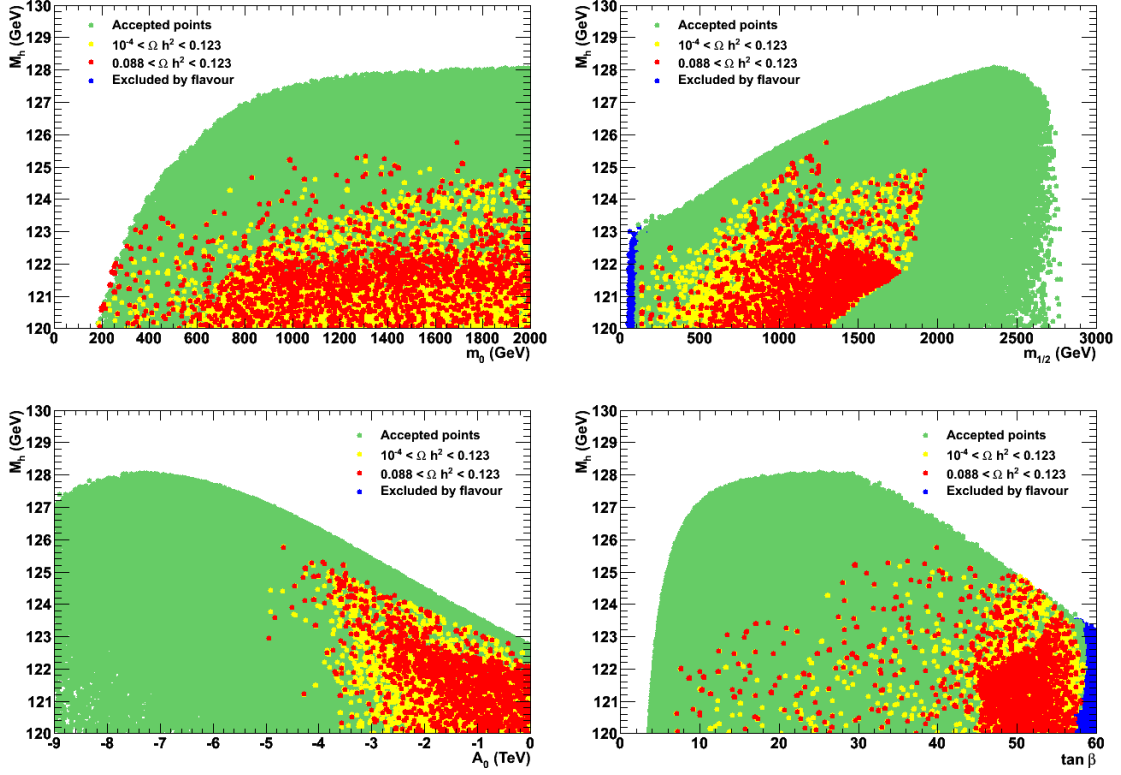 M_h (GeV)
130
129
128
127
126
125
124
123
122
121
120
Accepted points
10^-4 < Ω h^2 < 0.123
0.088 < Ω h^2 < 0.123
Excluded by flavour
0 200 400 600 800 1000 1200 1400 1600 1800 2000
m_0 (GeV)
M_h (GeV)
130
129
128
127
126
125
124
123
122
121
120
Accepted points
10^-4 < Ω h^2 < 0.123
0.088 < Ω h^2 < 0.123
Excluded by flavour
0 500 1000 1500 2000 2500 3000
m_1/2 (GeV)
M_h (GeV)
130
129
128
127
126
125
124
123
122
121
120
Accepted points
10^-4 < Ω h^2 < 0.123
0.088 < Ω h^2 < 0.123
Excluded by flavour
-9 -8 -7 -6 -5 -4 -3 -2 -1 0
A_0 (TeV)
M_h (GeV)
130
129
128
127
126
125
124
123
122
121
120
Accepted points
10^-4 < Ω h^2 < 0.123
0.088 < Ω h^2 < 0.123
Excluded by flavour
0 10 20 30 40 50 60
tan β